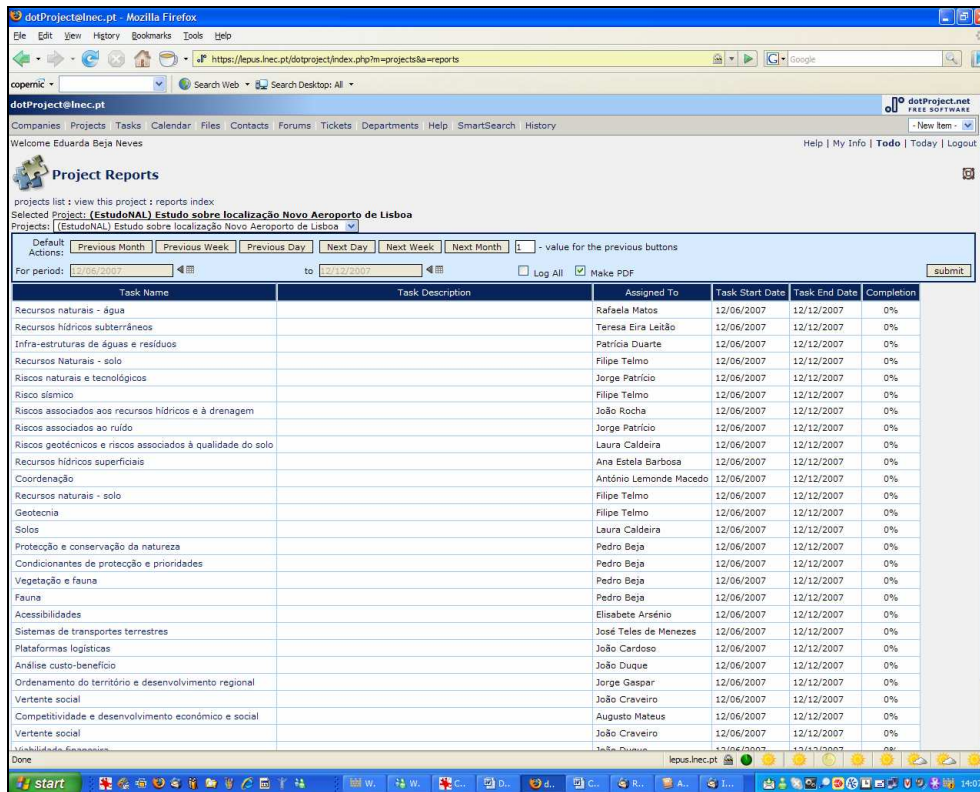 dotProject@lnec.pt - Mozilla Firefox
File Edit View History Bookmarks Tools Help
https://lepus.lnec.pt/dotproject/index.php?m=projects&a=reports
G Google
copernic Search Web Search Desktop: All
dotProject@lnec.pt
dotProject.net
FREE SOFTWARE
Companies Projects Tasks Calendar Files Contacts Forums Tickets Departments Help SmartSearch History - New Item -
Welcome Eduarda Beja Neves Help | My Info | Todo | Today | Logout
Project Reports
projects list : view this project : reports index
Selected Project: (EstudoNAL) Estudo sobre localização Novo Aeroporto de Lisboa
Projects: (EstudoNAL) Estudo sobre localização Novo Aeroporto de Lisboa
Default Actions: Previous Month Previous Week Previous Day Next Day Next Week Next Month 1 - value for the previous buttons
For period: 12/06/2007 to 12/12/2007 Log All Make PDF submit
Task Name Task Description Assigned To Task Start Date Task End Date Completion
Recursos naturais - água Rafaela Matos 12/06/2007 12/12/2007 0%
Recursos hídricos subterrâneos Teresa Eira Leitão 12/06/2007 12/12/2007 0%
Infra-estruturas de águas e resíduos Patrícia Duarte 12/06/2007 12/12/2007 0%
Recursos Naturais - solo Filipe Telmo 12/06/2007 12/12/2007 0%
Riscos naturais e tecnológicos Jorge Patrício 12/06/2007 12/12/2007 0%
Risco sísmico Filipe Telmo 12/06/2007 12/12/2007 0%
Riscos associados aos recursos hídricos e à drenagem João Rocha 12/06/2007 12/12/2007 0%
Riscos associados ao ruído Jorge Patrício 12/06/2007 12/12/2007 0%
Riscos geotécnicos e riscos associados à qualidade do solo Laura Caldeira 12/06/2007 12/12/2007 0%
Recursos hídricos superficiais Ana Estela Barbosa 12/06/2007 12/12/2007 0%
Coordenação António Lemonde Macedo 12/06/2007 12/12/2007 0%
Recursos naturais - solo Filipe Telmo 12/06/2007 12/12/2007 0%
Geotecnia Filipe Telmo 12/06/2007 12/12/2007 0%
Solos Laura Caldeira 12/06/2007 12/12/2007 0%
Protecção e conservação da natureza Pedro Beja 12/06/2007 12/12/2007 0%
Condicionantes de protecção e prioridades Pedro Beja 12/06/2007 12/12/2007 0%
Vegetação e fauna Pedro Beja 12/06/2007 12/12/2007 0%
Fauna Pedro Beja 12/06/2007 12/12/2007 0%
Acessibilidades Elisabete Arsénio 12/06/2007 12/12/2007 0%
Sistemas de transportes terrestres José Teles de Menezes 12/06/2007 12/12/2007 0%
Plataformas logísticas João Cardoso 12/06/2007 12/12/2007 0%
Análise custo-benefício João Duque 12/06/2007 12/12/2007 0%
Ordenamento do território e desenvolvimento regional Jorge Gaspar 12/06/2007 12/12/2007 0%
Vertente social João Craveiro 12/06/2007 12/12/2007 0%
Competitividade e desenvolvimento económico e social Augusto Mateus 12/06/2007 12/12/2007 0%
Vertente social João Craveiro 12/06/2007 12/12/2007 0%
Viabilidade financeira João Duque 12/06/2007 12/12/2007 0%
Done lepus.lnec.pt
start W.. W.. C.. D.. d.. C.. R.. A.. I.. 14:07